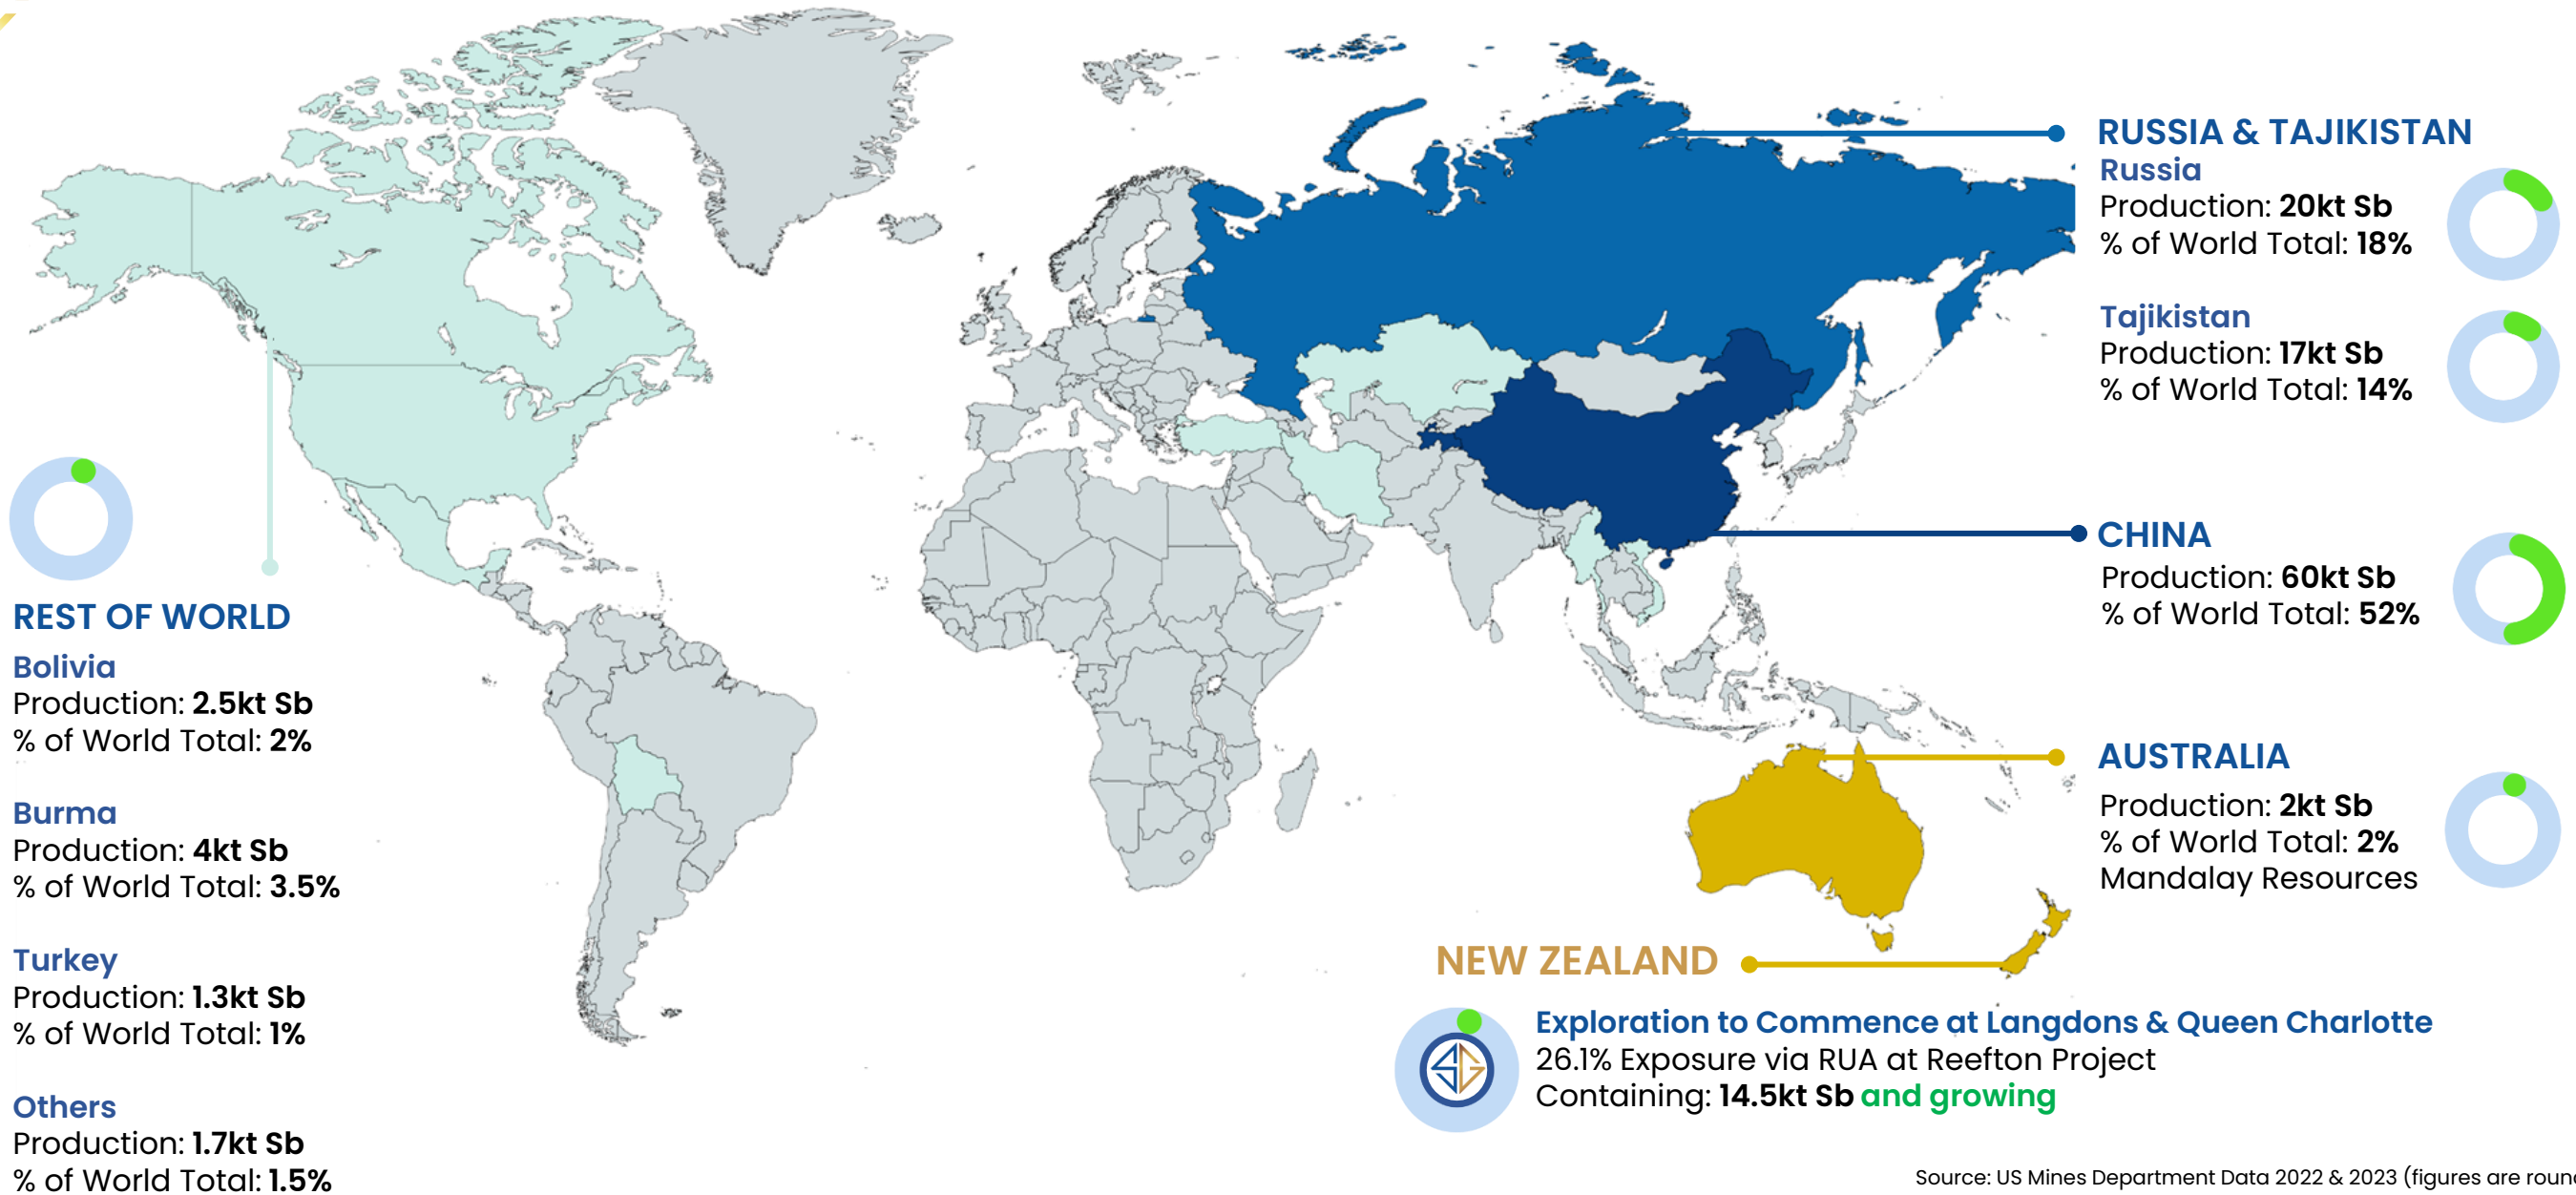 RUSSIA & TAJIKISTAN
Russia
Production: 20kt Sb
% of World Total: 18%
Tajikistan
Production: 17kt Sb
% of World Total: 14%
CHINA
Production: 60kt Sb
% of World Total: 52%
AUSTRALIA
Production: 2kt Sb
% of World Total: 2%
Mandalay Resources
REST OF WORLD
Bolivia
Production: 2.5kt Sb
% of World Total: 2%
Burma
Production: 4kt Sb
% of World Total: 3.5%
Turkey
Production: 1.3kt Sb
% of World Total: 1%
Others
Production: 1.7kt Sb
% of World Total: 1.5%
NEW ZEALAND
Exploration to Commence at Langdons & Queen Charlotte
26.1% Exposure via RUA at Reefton Project
Containing: 14.5kt Sb and growing
Source: US Mines Department Data 2022 & 2023 (figures are roun